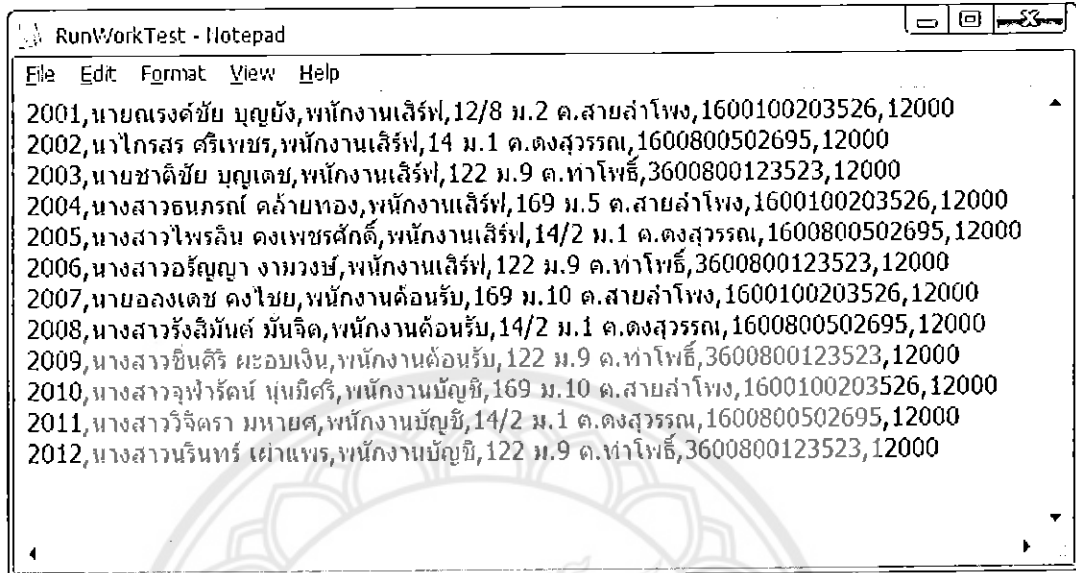 RunWorkTest - Notepad
File Edit Format View Help
2001,นายณรงค์ชัย บุญยัง,พนักงานเสิร์ฟ,12/8 ม.2 ต.สายลำโพง,1600100203526,12000
2002,นาไกรสร ศรีเพชร,พนักงานเสิร์ฟ,14 ม.1 ต.ดงสุวรรณ,1600800502695,12000
2003,นายชาติชัย บุญเดช,พนักงานเสิร์ฟ,122 ม.9 ต.ท่าโพธิ์,3600800123523,12000
2004,นางสาวธนภรณ์ คล้ายทอง,พนักงานเสิร์ฟ,169 ม.5 ต.สายลำโพง,1600100203526,12000
2005,นางสาวไพรลิน คงเพชรศักดิ์,พนักงานเสิร์ฟ,14/2 ม.1 ต.ดงสุวรรณ,1600800502695,12000
2006,นางสาวอรัญญา งามวงษ์,พนักงานเสิร์ฟ,122 ม.9 ต.ท่าโพธิ์,3600800123523,12000
2007,นายอลงเดช คงไชย,พนักงานต้อนรับ,169 ม.10 ต.สายลำโพง,1600100203526,12000
2008,นางสาวรังสิมันต์ มันจิต,พนักงานต้อนรับ,14/2 ม.1 ต.ดงสุวรรณ,1600800502695,12000
2009,นางสาวชื่นศิริ ผะอบเงิน,พนักงานต้อนรับ,122 ม.9 ต.ท่าโพธิ์,3600800123523,12000
2010,นางสาวจุฬารัตน์ ,พนักงานบัญชี,169 ม.10 ต.สายลำโพง,1600100203526,12000
2011,นางสาววิจิตรา มหายศ,พนักงานบัญชี,14/2 ม.1 ต.ดงสุวรรณ,1600800502695,12000
2012,นางสาวนรินทร์ เผ่าแพร,พนักงานบัญชี,122 ม.9 ต.ท่าโพธิ์,3600800123523,12000